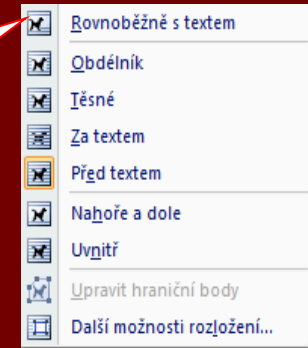 Rovnoběžně s textem
Obdélník
Těsné
Za textem
Před textem
Nahoře a dole
Uvnitř
Upravit hraniční body
Další možnosti rozložení...